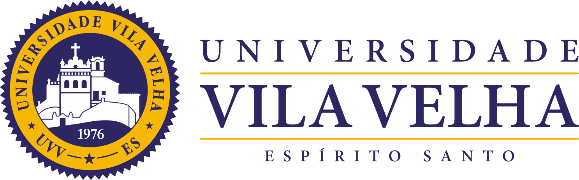 UNIVERSIDADE VILA VELHA
1976
UVV ★ ES
UNIVERSIDADE
VILA VELHA
ESPÍRITO SANTO